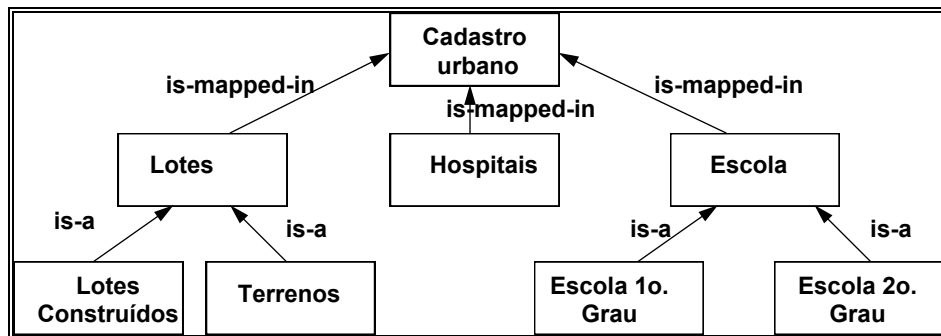 Cadastro
urbano
is-mapped-in
is-mapped-in
is-mapped-in
Lotes
Hospitais
Escola
is-a
is-a
is-a
is-a
Lotes
Construídos
Terrenos
Escola 1o.
Grau
Escola 2o.
Grau